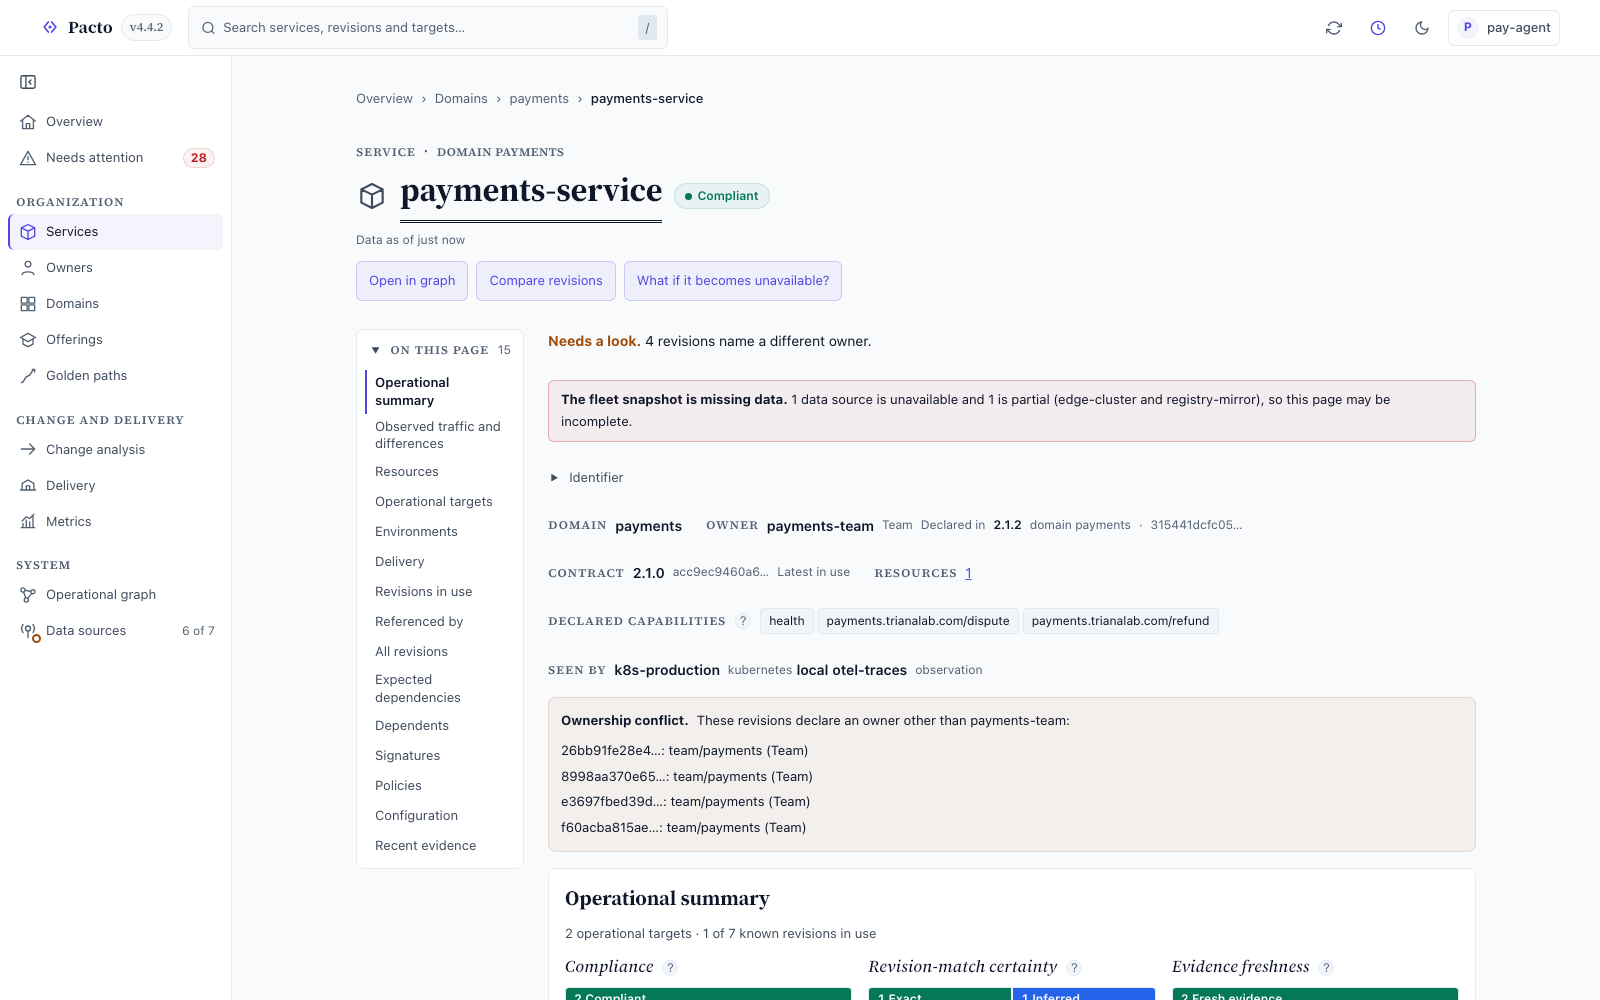 Pacto v4.4.2
Search services, revisions and targets... /
P pay-agent
Overview
Needs attention 28
ORGANIZATION
Services
Owners
Domains
Offerings
Golden paths
CHANGE AND DELIVERY
Change analysis
Delivery
Metrics
SYSTEM
Operational graph
Data sources 6 of 7
Overview › Domains › payments › payments-service
SERVICE · DOMAIN PAYMENTS
payments-service Compliant
Data as of just now
Open in graph Compare revisions What if it becomes unavailable?
ON THIS PAGE 15
Operational
summary
Observed traffic and
differences
Resources
Operational targets
Environments
Delivery
Revisions in use
Referenced by
All revisions
Expected
dependencies
Dependents
Signatures
Policies
Configuration
Recent evidence
Needs a look. 4 revisions name a different owner.
The fleet snapshot is missing data. 1 data source is unavailable and 1 is partial (edge-cluster and registry-mirror), so this page may be
incomplete.
Identifier
DOMAIN payments OWNER payments-team Team Declared in 2.1.2 domain payments · 315441dcfc05...
CONTRACT 2.1.0 acc9ec9460a6... Latest in use RESOURCES 1
DECLARED CAPABILITIES ? health payments.trianalab.com/dispute payments.trianalab.com/refund
SEEN BY k8s-production kubernetes local otel-traces observation
Ownership conflict. These revisions declare an owner other than payments-team:
26bb91fe28e4...: team/payments (Team)
8998aa370e65...: team/payments (Team)
e3697fbed39d...: team/payments (Team)
f60acba815ae...: team/payments (Team)
Operational summary
2 operational targets · 1 of 7 known revisions in use
Compliance ? Revision-match certainty ? Evidence freshness ?
2 Compliant 1 Exact 1 Inferred 2 Fresh evidence